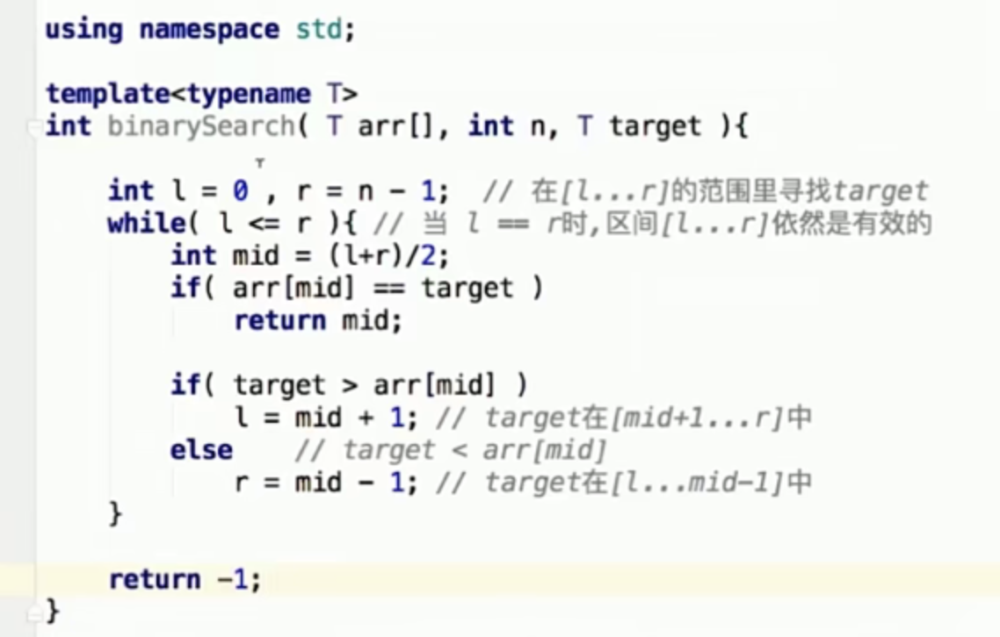 using namespace std;
template<typename T>
int binarySearch( T arr[], int n, T target ){
int l = 0 , r = n - 1;  // 在[l...r]的范围里寻找target
while( l <= r ){ // 当 l == r时,区间[l...r]依然是有效的
int mid = (l+r)/2;
if( arr[mid] == target )
return mid;
if( target > arr[mid] )
l = mid + 1; // target在[mid+1...r]中
else    // target < arr[mid]
r = mid - 1; // target在[l...mid-1]中
}
return -1;
}